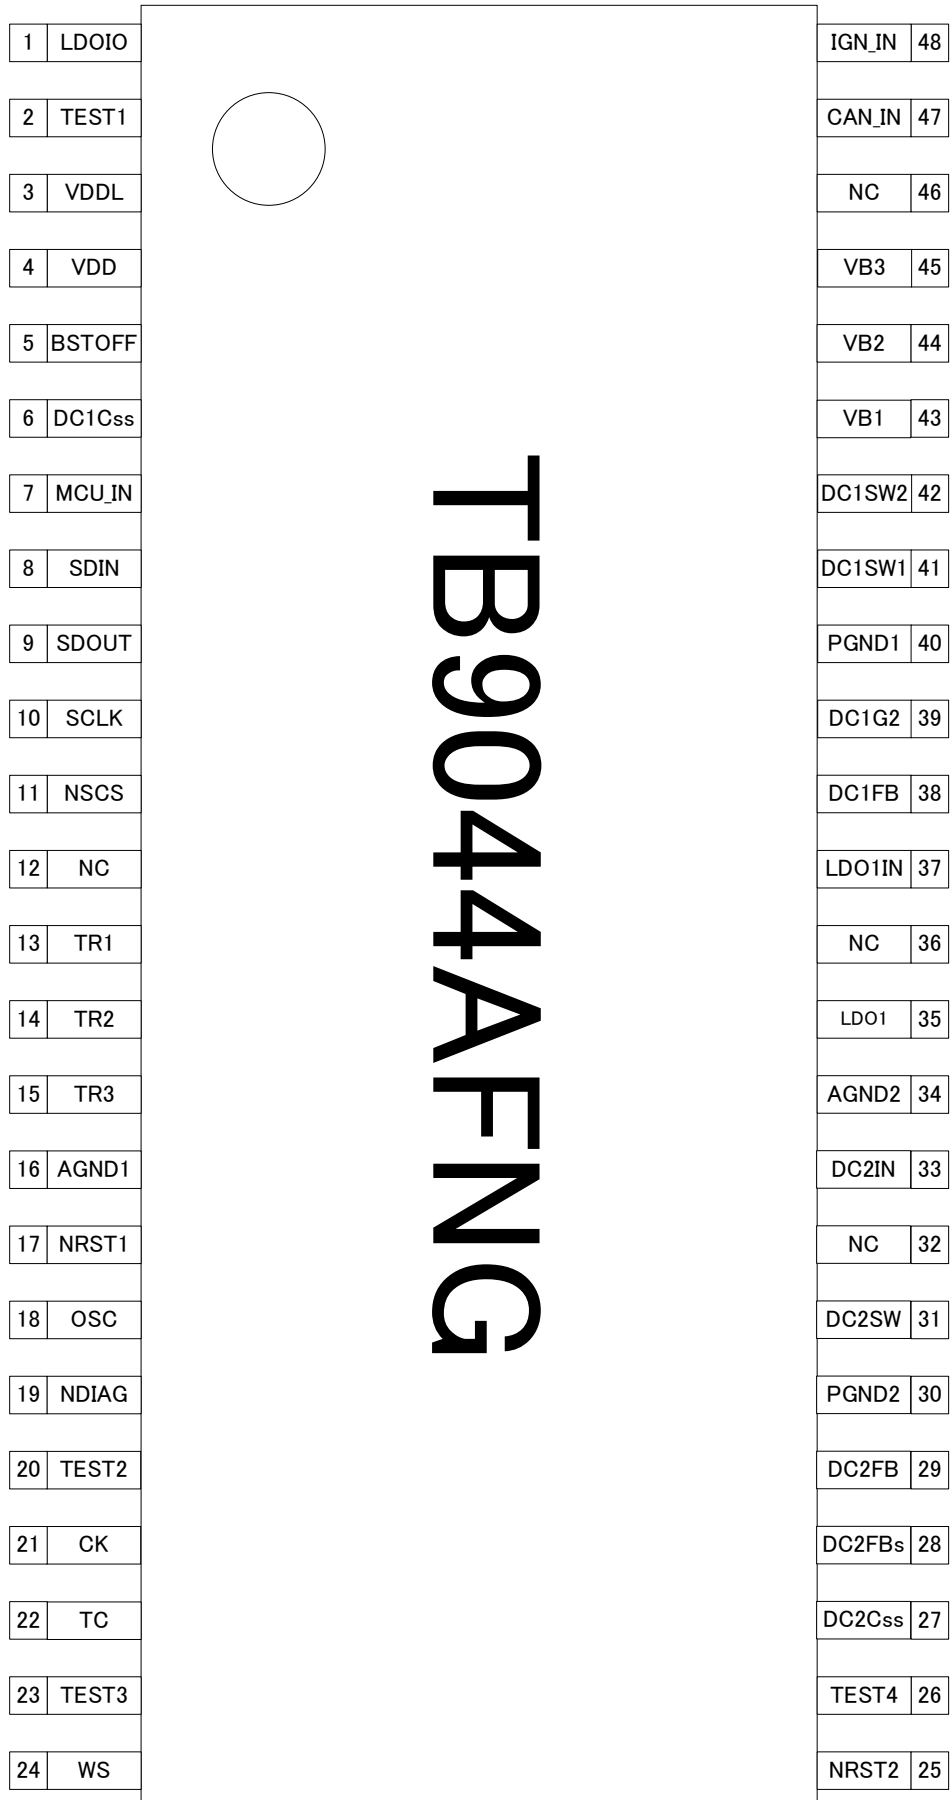 1 LDOIO
2 TEST1
3 VDDL
4 VDD
5 BSTOFF
6 DC1Css
7 MCU_IN
8 SDIN
9 SDOUT
10 SCLK
11 NSCS
12 NC
13 TR1
14 TR2
15 TR3
16 AGND1
17 NRST1
18 OSC
19 NDIAG
20 TEST2
21 CK
22 TC
23 TEST3
24 WS
TB9044AFNG
IGN_IN 48
CAN_IN 47
NC 46
VB3 45
VB2 44
VB1 43
DC1SW2 42
DC1SW1 41
PGND1 40
DC1G2 39
DC1FB 38
LDO1IN 37
NC 36
LDO1 35
AGND2 34
DC2IN 33
NC 32
DC2SW 31
PGND2 30
DC2FB 29
DC2FBs 28
DC2Css 27
TEST4 26
NRST2 25